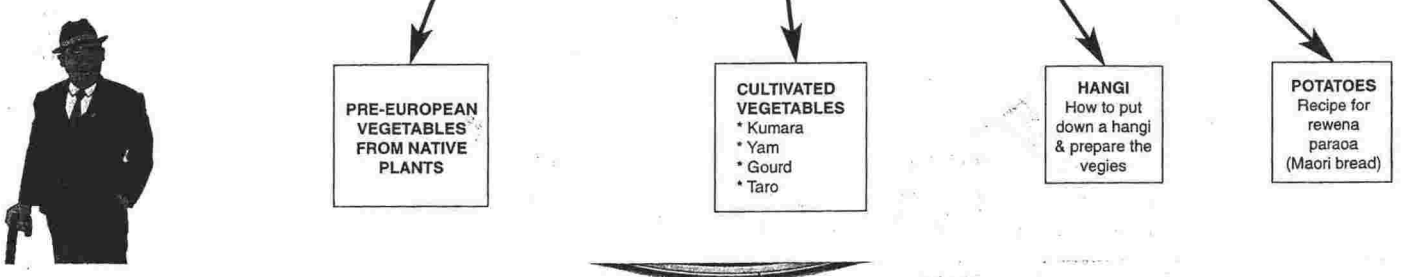 PRE-EUROPEAN
VEGETABLES
FROM NATIVE
PLANTS
CULTIVATED
VEGETABLES
* Kumara
* Yam
* Gourd
* Taro
HANGI
How to put
down a hangi
& prepare the
vegies
POTATOES
Recipe for
rewena
paraoa
(Maori bread)